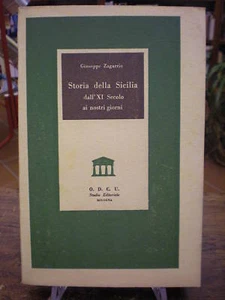 Giuseppe Zagarrio
Storia della Sicilia
dall'XI Secolo
ai nostri giorni
O. D. E. U.
Studio Editoriale